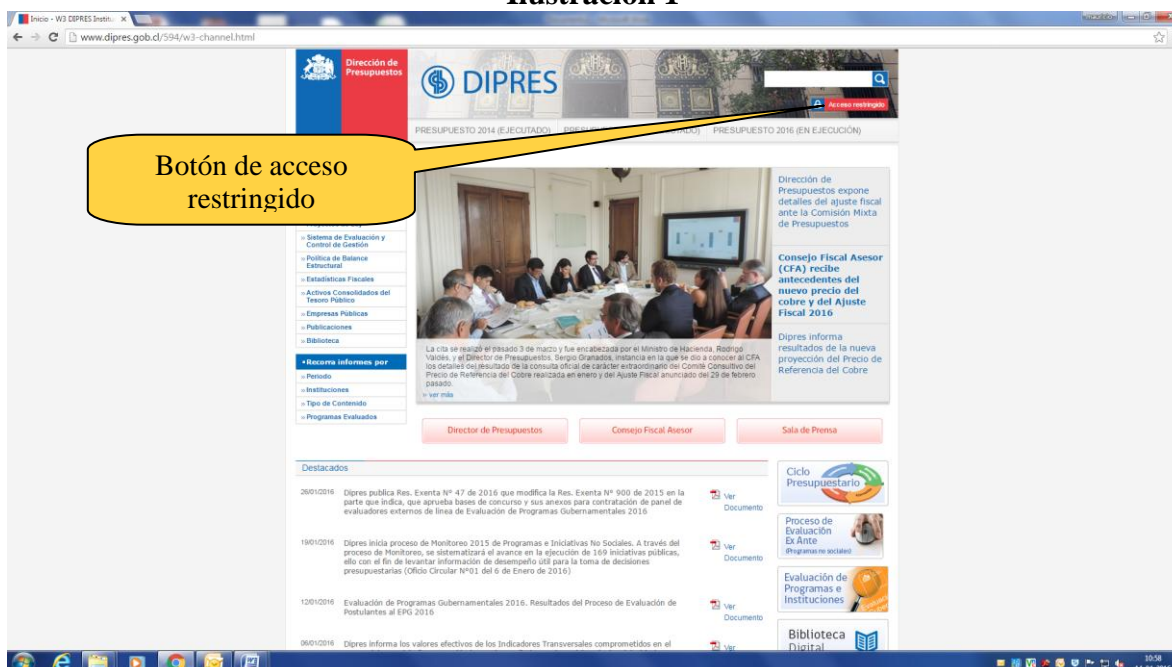 Ilustración 1
Inicio - W3 DIPRES Institu
www.dipres.gob.cl/594/w3-channel.html
Dirección de
Presupuestos
DIPRES
Acceso restringido
PRESUPUESTO 2014 (EJECUTADO)
PRESUPUESTO 2016 (EN EJECUCIÓN)
Botón de acceso
restringido
» Sistema de Evaluación y
Control de Gestión
» Política de Balance
Estructural
» Estadísticas Fiscales
» Activos Consolidados del
Tesoro Público
» Empresas Públicas
» Publicaciones
» Biblioteca
Recorra informes por
» Periodo
» Instituciones
» Tipo de Contenido
» Programas Evaluados
La cita se realizó el pasado 3 de marzo y fue encabezada por el Ministro de Hacienda, Rodrigo
Valdés, y el Director de Presupuestos, Sergio Granados, instancia en la que se dio a conocer al CFA
los detalles del resultado de la consulta oficial de carácter extraordinario del Comité Consultivo del
Precio de Referencia del Cobre realizada en enero y del Ajuste Fiscal anunciado del 29 de febrero
pasado.
» ver más
Dirección de
Presupuestos expone
detalles del ajuste fiscal
ante la Comisión Mixta
de Presupuestos
Consejo Fiscal Asesor
(CFA) recibe
antecedentes del
nuevo precio del
cobre y del Ajuste
Fiscal 2016
Dipres informa
resultados de la nueva
proyección del Precio de
Referencia del Cobre
Director de Presupuestos
Consejo Fiscal Asesor
Sala de Prensa
Destacados
26/01/2016 Dipres publica Res. Exenta N° 47 de 2016 que modifica la Res. Exenta N° 900 de 2015 en la
parte que indica, que aprueba bases de concurso y sus anexos para contratación de panel de
evaluadores externos de línea de Evaluación de Programas Gubernamentales 2016
Ver
Documento
19/01/2016 Dipres inicia proceso de Monitoreo 2015 de Programas e Iniciativas No Sociales. A través del
proceso de Monitoreo, se sistematizará el avance en la ejecución de 169 iniciativas públicas,
ello con el fin de levantar información de desempeño útil para la toma de decisiones
presupuestarias (Oficio Circular N°01 del 6 de Enero de 2016)
Ver
Documento
12/01/2016 Evaluación de Programas Gubernamentales 2016. Resultados del Proceso de Evaluación de
Postulantes al EPG 2016
Ver
Documento
06/01/2016 Dipres informa los valores efectivos de los Indicadores Transversales comprometidos en el
Ver
Ciclo
Presupuestario
Proceso de
Evaluación
Ex Ante
(Programas no sociales)
Evaluación de
Programas e
Instituciones
Biblioteca
Digital
10:58